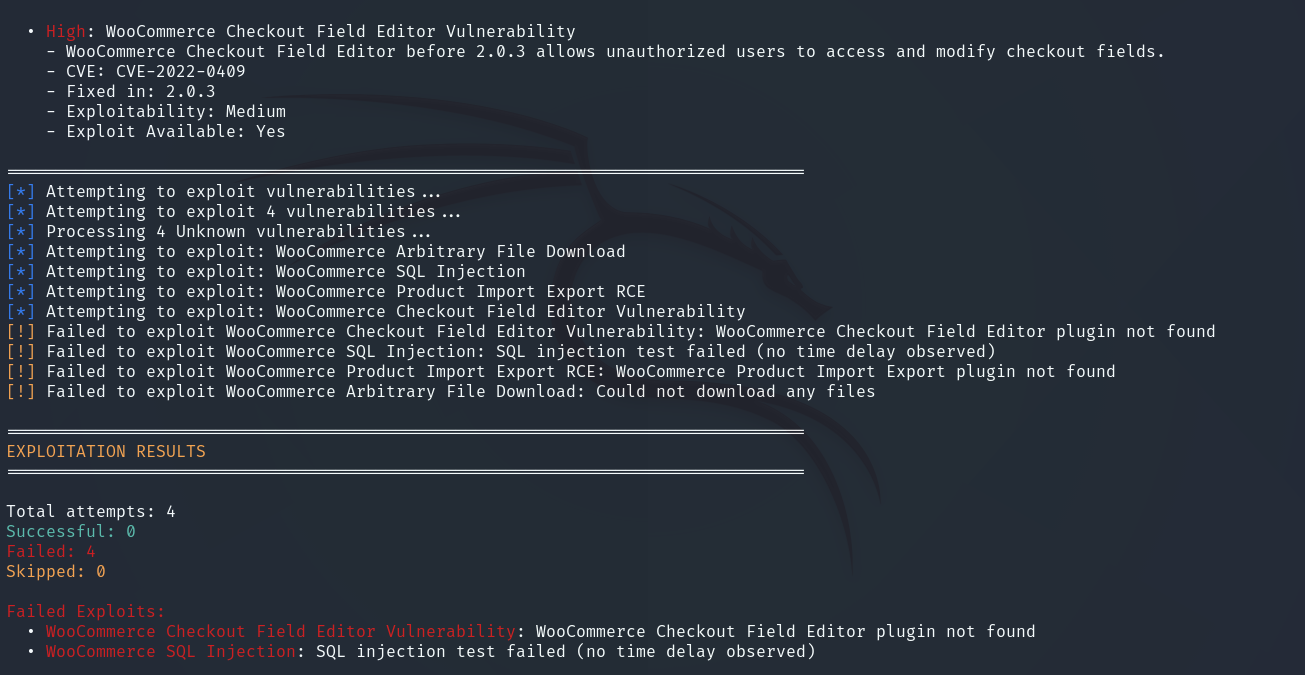 • High: WooCommerce Checkout Field Editor Vulnerability
- WooCommerce Checkout Field Editor before 2.0.3 allows unauthorized users to access and modify checkout fields.
- CVE: CVE-2022-0409
- Fixed in: 2.0.3
- Exploitability: Medium
- Exploit Available: Yes
================================================================================
[*] Attempting to exploit vulnerabilities...
[*] Attempting to exploit 4 vulnerabilities...
[*] Processing 4 Unknown vulnerabilities...
[*] Attempting to exploit: WooCommerce Arbitrary File Download
[*] Attempting to exploit: WooCommerce SQL Injection
[*] Attempting to exploit: WooCommerce Product Import Export RCE
[*] Attempting to exploit: WooCommerce Checkout Field Editor Vulnerability
[!] Failed to exploit WooCommerce Checkout Field Editor Vulnerability: WooCommerce Checkout Field Editor plugin not found
[!] Failed to exploit WooCommerce SQL Injection: SQL injection test failed (no time delay observed)
[!] Failed to exploit WooCommerce Product Import Export RCE: WooCommerce Product Import Export plugin not found
[!] Failed to exploit WooCommerce Arbitrary File Download: Could not download any files
================================================================================
EXPLOITATION RESULTS
================================================================================
Total attempts: 4
Successful: 0
Failed: 4
Skipped: 0
Failed Exploits:
• WooCommerce Checkout Field Editor Vulnerability: WooCommerce Checkout Field Editor plugin not found
• WooCommerce SQL Injection: SQL injection test failed (no time delay observed)